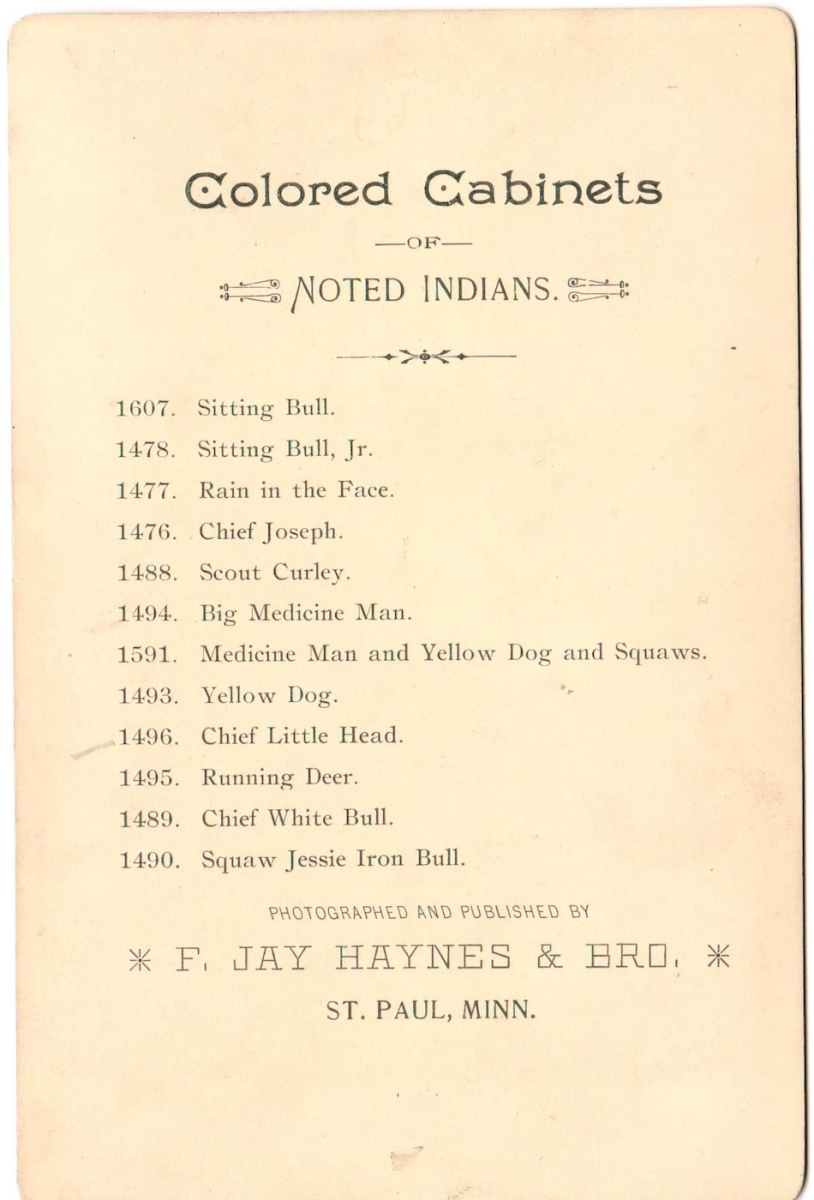 Colored Cabinets
—OF—
NOTED INDIANS.
1607. Sitting Bull.
1478. Sitting Bull, Jr.
1477. Rain in the Face.
1476. Chief Joseph.
1488. Scout Curley.
1494. Big Medicine Man.
1591. Medicine Man and Yellow Dog and Squaws.
1493. Yellow Dog.
1496. Chief Little Head.
1495. Running Deer.
1489. Chief White Bull.
1490. Squaw Jessie Iron Bull.
PHOTOGRAPHED AND PUBLISHED BY
F. JAY HAYNES & BRO.
ST. PAUL, MINN.